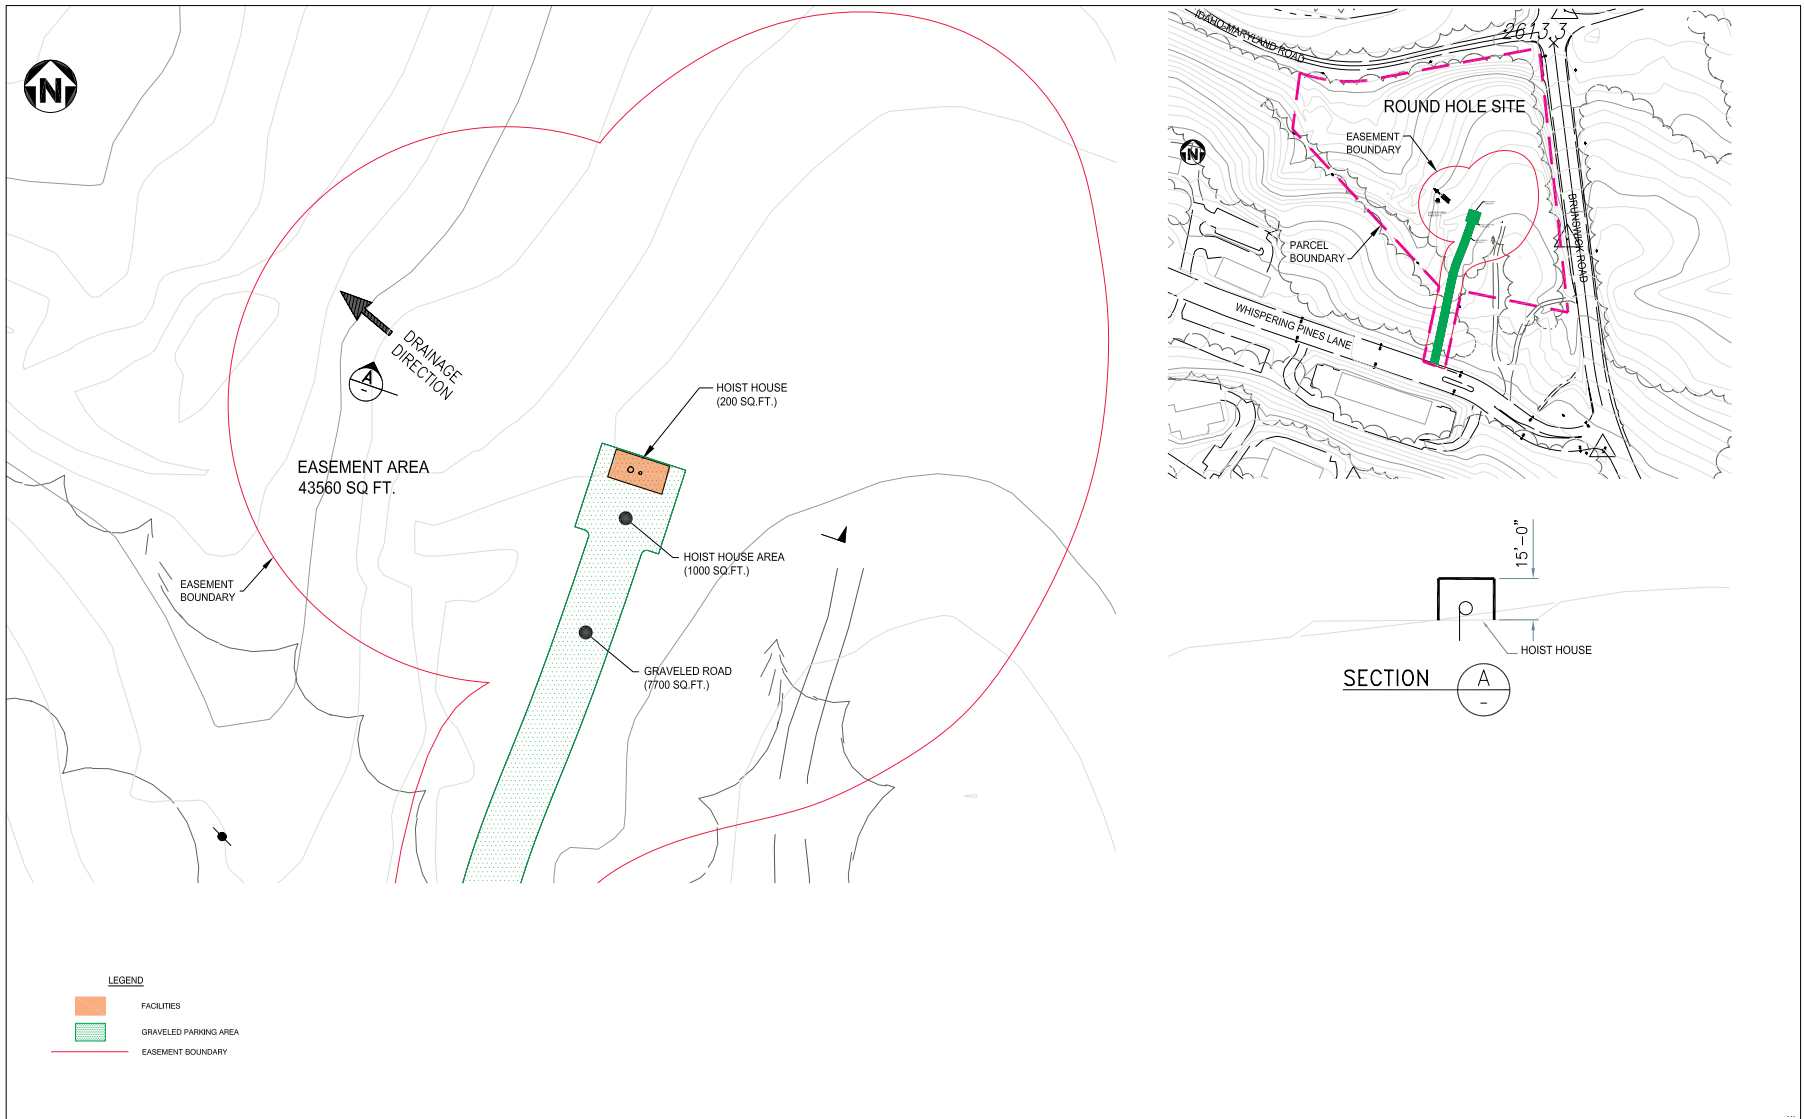 N
DRAINAGE
DIRECTION
A
-
HOIST HOUSE
(200 SQ.FT.)
EASEMENT AREA
43560 SQ FT.
HOIST HOUSE AREA
(1000 SQ.FT.)
EASEMENT
BOUNDARY
GRAVELED ROAD
(7700 SQ.FT.)
LEGEND
FACILITIES
GRAVELED PARKING AREA
EASEMENT BOUNDARY
IDAHO-MARYLAND ROAD
2613.3
ROUND HOLE SITE
EASEMENT
BOUNDARY
N
BRUNSWICK ROAD
PARCEL
BOUNDARY
WHISPERING PINES LANE
15'-0"
HOIST HOUSE
SECTION
A
-